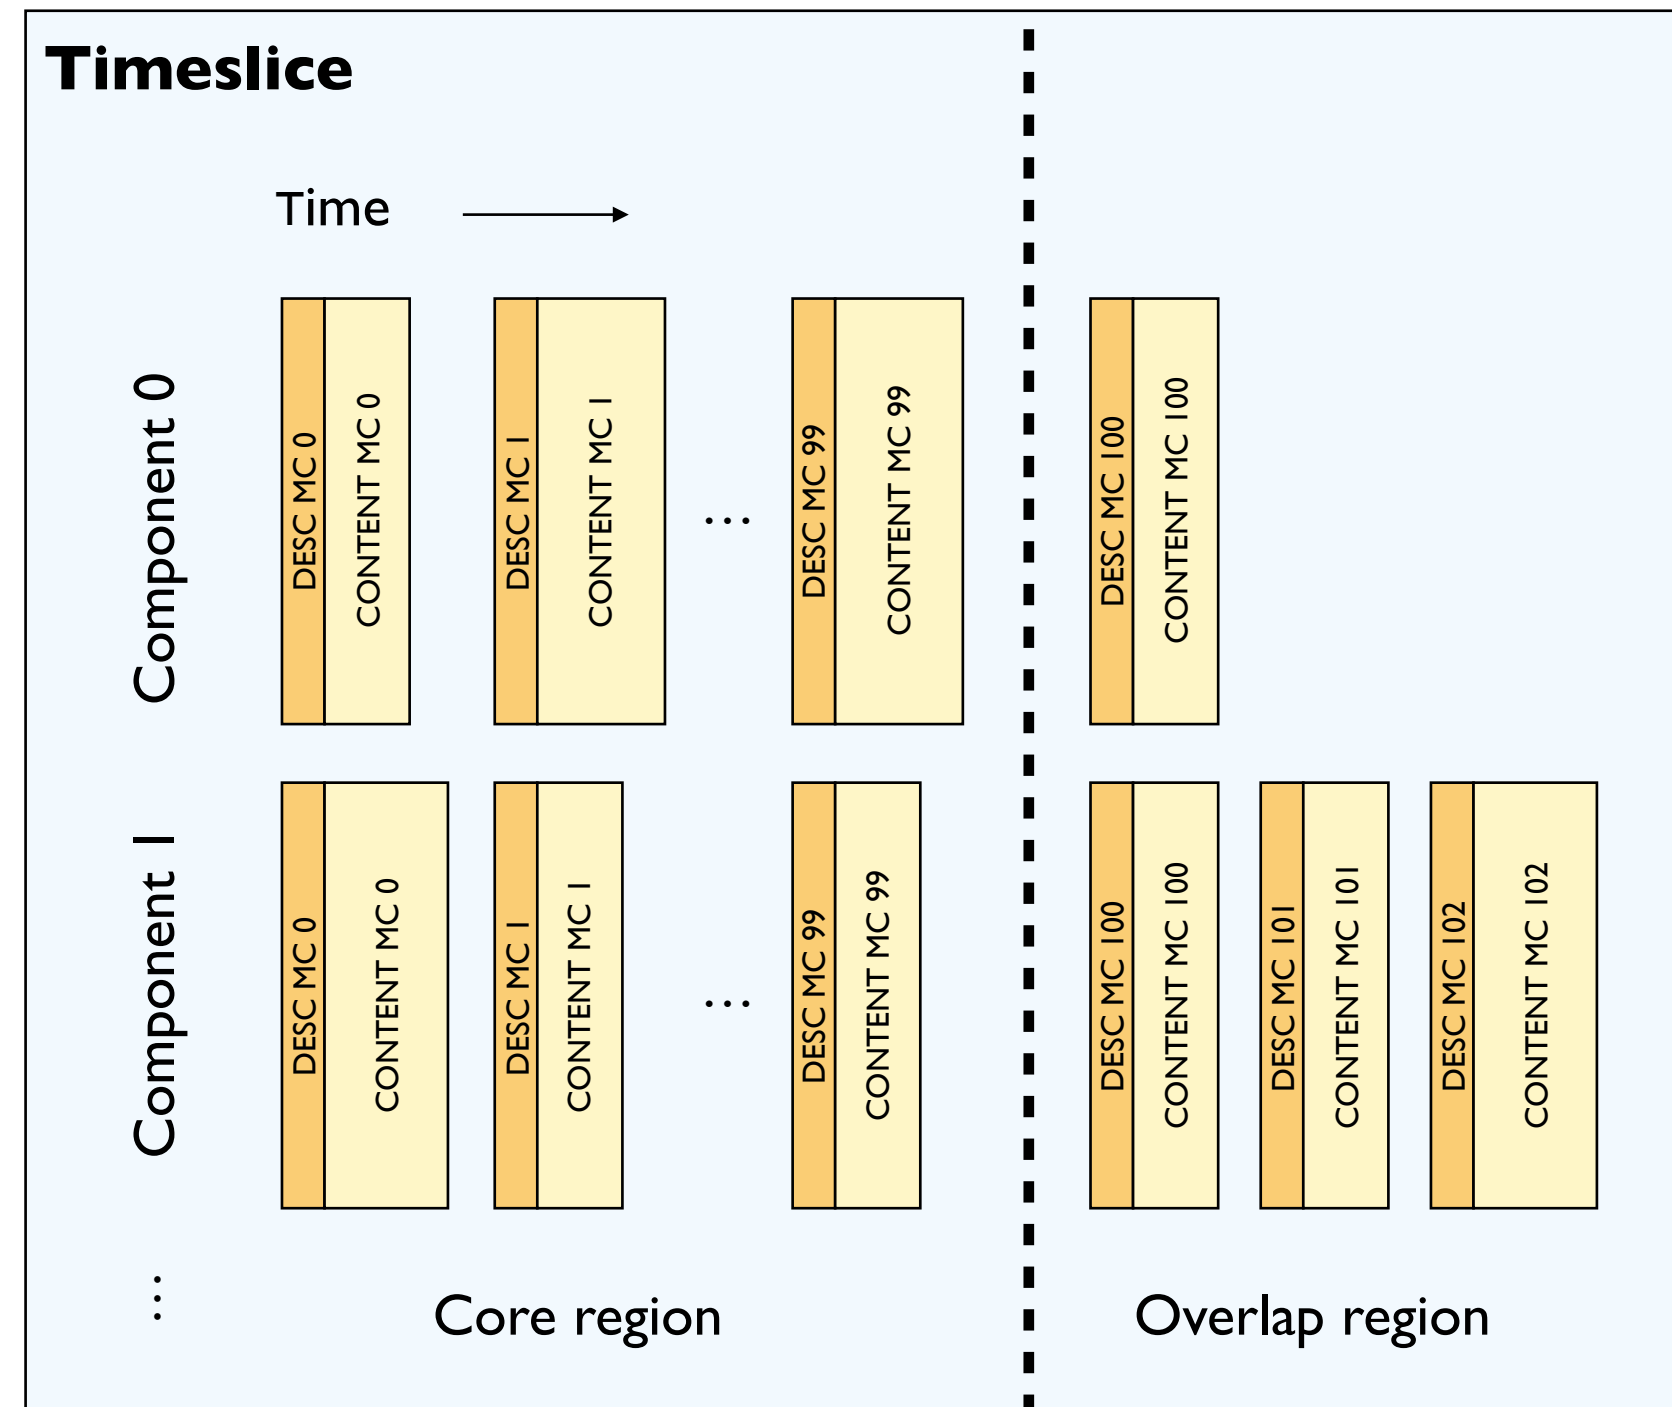 Timeslice
Time
Component 0
DESC MC 0
CONTENT MC 0
DESC MC 1
CONTENT MC 1
...
DESC MC 99
CONTENT MC 99
DESC MC 100
CONTENT MC 100
Component 1
DESC MC 0
CONTENT MC 0
DESC MC 1
CONTENT MC 1
...
DESC MC 99
CONTENT MC 99
DESC MC 100
CONTENT MC 100
DESC MC 101
CONTENT MC 101
DESC MC 102
CONTENT MC 102
...
Core region
Overlap region